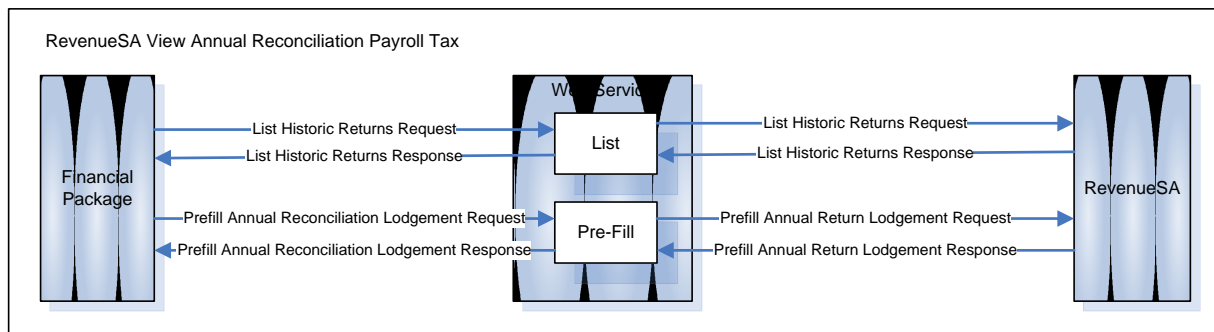 RevenueSA View Annual Reconciliation Payroll Tax
Financial
Package
List Historic Returns Request
List Historic Returns Response
Prefill Annual Reconciliation Lodgement Request
Prefill Annual Reconciliation Lodgement Response
List
Pre-Fill
List Historic Returns Request
List Historic Returns Response
Prefill Annual Return Lodgement Request
Prefill Annual Return Lodgement Response
RevenueSA